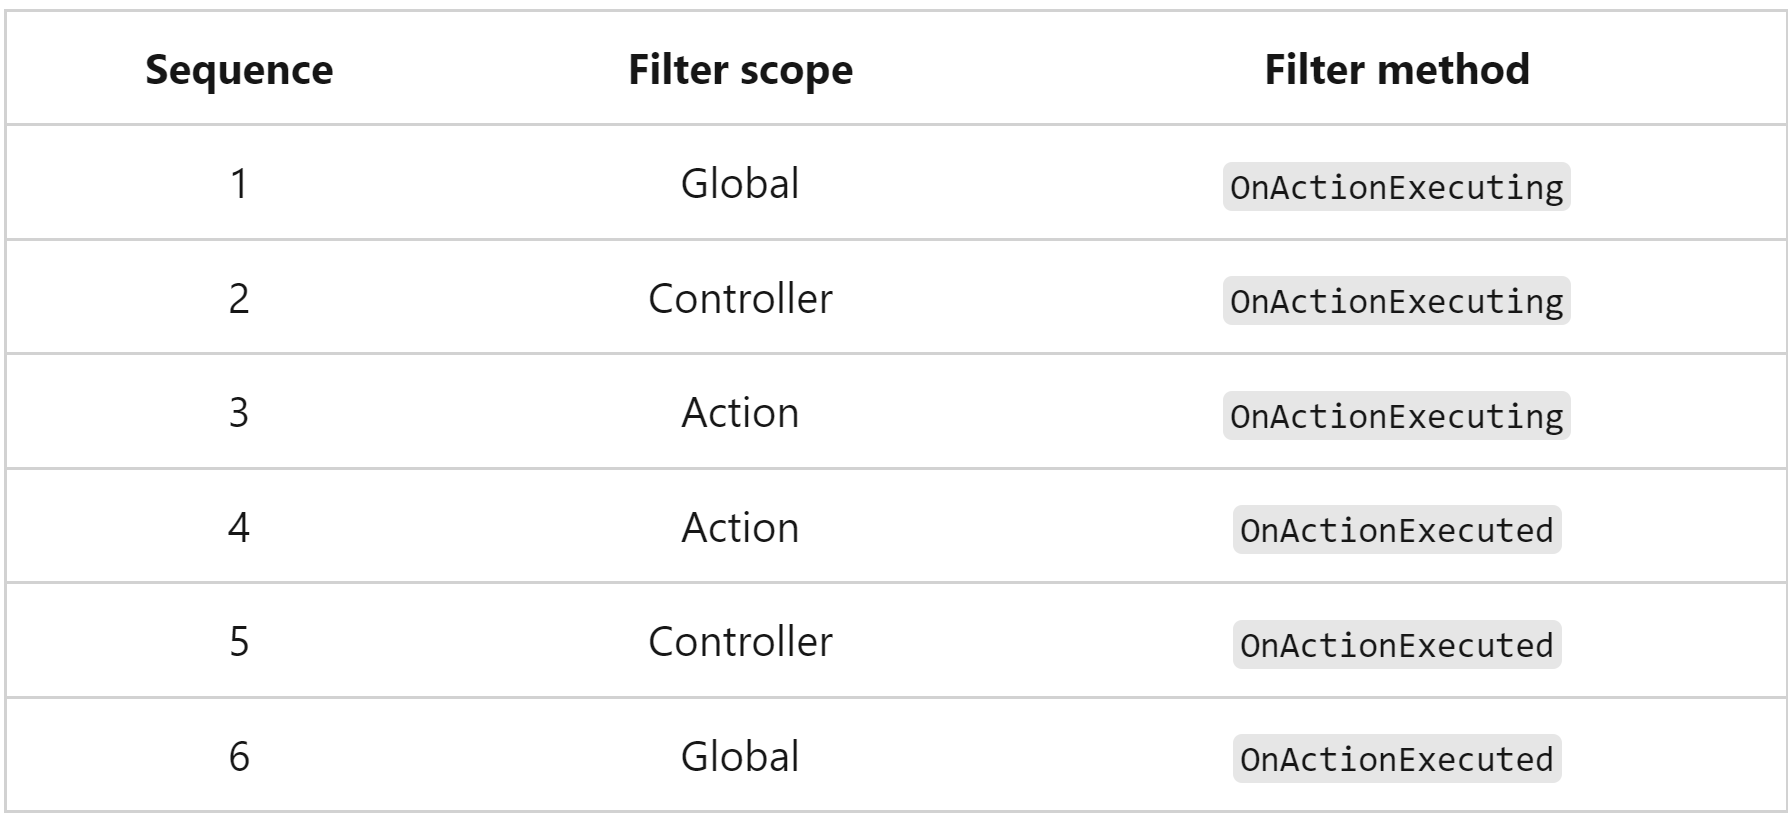 Sequence Filter scope Filter method
1 Global OnActionExecuting
2 Controller OnActionExecuting
3 Action OnActionExecuting
4 Action OnActionExecuted
5 Controller OnActionExecuted
6 Global OnActionExecuted